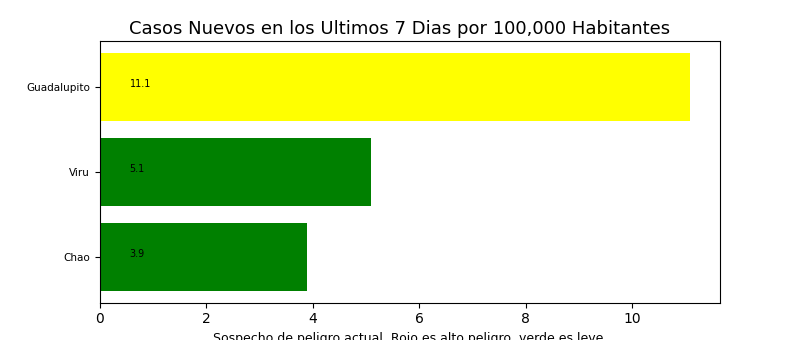 Casos Nuevos en los Ultimos 7 Dias por 100,000 Habitantes
Guadalupito
11.1
Viru
5.1
Chao
3.9
0 2 4 6 8 10
Sospecho de peligro actual. Rojo es alto peligro, verde es leve